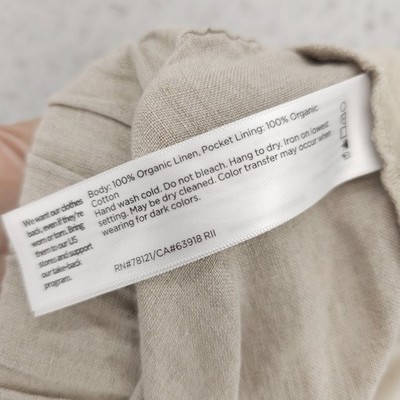 We want our clothes
back, even if they're
worn or torn. Bring
them to our US
stores and support
our take-back
program.
Body: 100% Organic Linen, Pocket Lining: 100% Organic
Cotton
Hand wash cold. Do not bleach. Hang to dry. Iron on lowest
setting. May be dry cleaned. Color transfer may occur when
wearing for dark colors.
RN#78121/CA#63918 RII